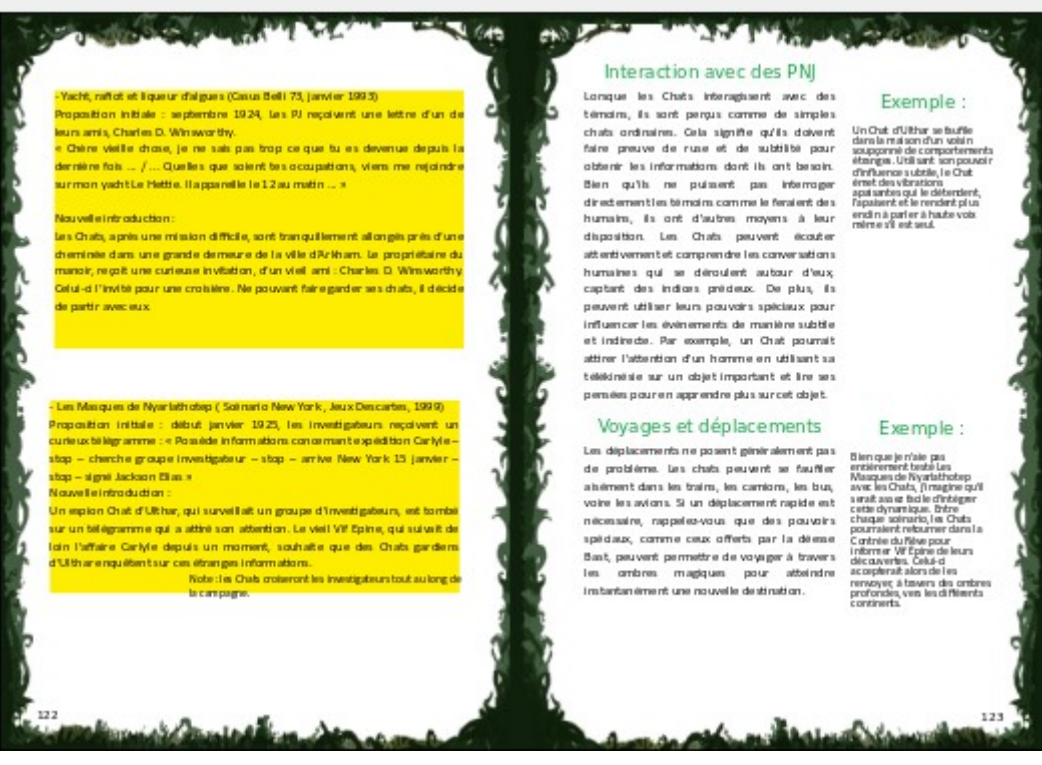 - Yacht, rafiot et liqueur d'algues (Casus Belli 73, janvier 1993)
Proposition initiale : septembre 1924, Les PJ reçoivent une lettre d'un de
leurs amis, Charles D. Winsworthy.
« Chère vieille chose, je ne sais pas trop ce que tu es devenue depuis la
dernière fois ... / ... Quelles que soient tes occupations, viens me rejoindre
sur mon yacht Le Hettie. Il appareille le 12 au matin ... »
Nouvelle introduction :
Les Chats, après une mission difficile, sont tranquillement allongés près d'une
cheminée dans une grande demeure de la ville d'Arkham. Le propriétaire du
manoir, reçoit une curieuse invitation, d'un vieil ami : Charles D. Winsworthy.
Celui-ci l'invité pour une croisière. Ne pouvant faire garder ses chats, il décide
de partir avec eux.
- Les Masques de Nyarlathotep ( Scénario New York , Jeux Descartes, 1999)
Proposition initiale : début janvier 1925, les investigateurs reçoivent un
curieux télégramme : « Possède informations concernant expédition Carlyle –
stop – cherche groupe investigateur – stop – arrive New York 15 janvier –
stop – signé Jackson Elias »
Nouvelle introduction :
Un espion Chat d'Ulthar, qui surveillait un groupe d'investigateurs, est tombé
sur un télégramme qui a attiré son attention. Le vieil Vif Epine, qui suivait de
loin l'affaire Carlyle depuis un moment, souhaite que des Chats gardiens
d'Ulthar enquêtent sur ces étranges informations.
Note : les Chats croiseront les investigateurs tout au long de
la campagne.
122
Interaction avec des PNJ
Lorsque les Chats interagissent avec des
témoins, ils sont perçus comme de simples
chats ordinaires. Cela signifie qu'ils doivent
faire preuve de ruse et de subtilité pour
obtenir les informations dont ils ont besoin.
Bien qu'ils ne puissent pas interroger
directement les témoins comme le feraient des
humains, ils ont d'autres moyens à leur
disposition. Les Chats peuvent écouter
attentivement et comprendre les conversations
humaines qui se déroulent autour d'eux,
captant des indices précieux. De plus, ils
peuvent utiliser leurs pouvoirs spéciaux pour
influencer les événements de manière subtile
et indirecte. Par exemple, un Chat pourrait
attirer l'attention d'un homme en utilisant sa
télékinésie sur un objet important et lire ses
pensées pour en apprendre plus sur cet objet.
Exemple :
Un Chat d'Ulthar se faufile
dans la maison d'un voisin
soupçonné de comportements
étranges. Utilisant son pouvoir
d'influence subtile, le Chat
émet des vibrations
apaisantes qui le détendent,
l'apaisent et le rendent plus
enclin à parler à haute voix
même s'il est seul.
Voyages et déplacements
Les déplacements ne posent généralement pas
de problème. Les chats peuvent se faufiler
aisément dans les trains, les camions, les bus,
voire les avions. Si un déplacement rapide est
nécessaire, rappelez-vous que des pouvoirs
spéciaux, comme ceux offerts par la déesse
Bast, peuvent permettre de voyager à travers
les ombres magiques pour atteindre
instantanément une nouvelle destination.
Exemple :
Bien que je n'aie pas
entièrement testé Les
Masques de Nyarlathotep
avec les Chats, j'imagine qu'il
serait assez facile d'intégrer
cette dynamique. Entre
chaque scénario, les Chats
pourraient retourner dans la
Contrée du Rêve pour
informer Vif Epine de leurs
découvertes. Celui-ci
accepterait alors de les
renvoyer, à travers des ombres
profondes, vers les différents
continents.
123